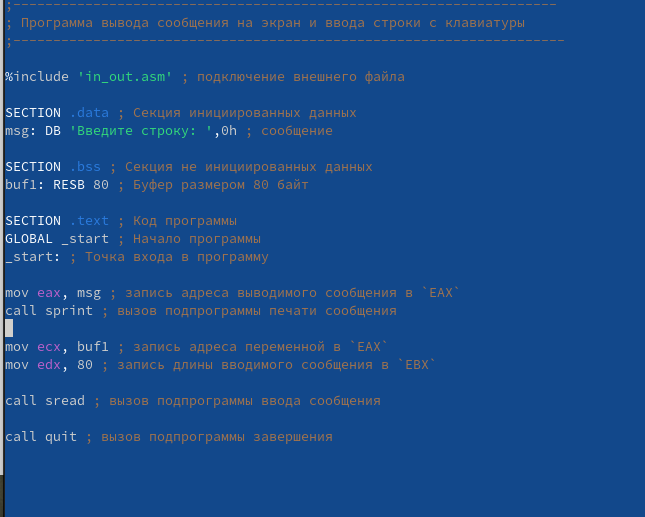 ;--------------------------------------------------------------------
; Программа вывода сообщения на экран и ввода строки с клавиатуры
;---------------------------------------------------------------------
%include 'in_out.asm' ; подключение внешнего файла
SECTION .data ; Секция инициированных данных
msg: DB 'Введите строку: ',0h ; сообщение
SECTION .bss ; Секция не инициированных данных
buf1: RESB 80 ; Буфер размером 80 байт
SECTION .text ; Код программы
GLOBAL _start ; Начало программы
_start: ; Точка входа в программу
mov eax, msg ; запись адреса выводимого сообщения в `EAX`
call sprint ; вызов подпрограммы печати сообщения
mov ecx, buf1 ; запись адреса переменной в `EAX`
mov edx, 80 ; запись длины вводимого сообщения в `EBX`
call sread ; вызов подпрограммы ввода сообщения
call quit ; вызов подпрограммы завершения